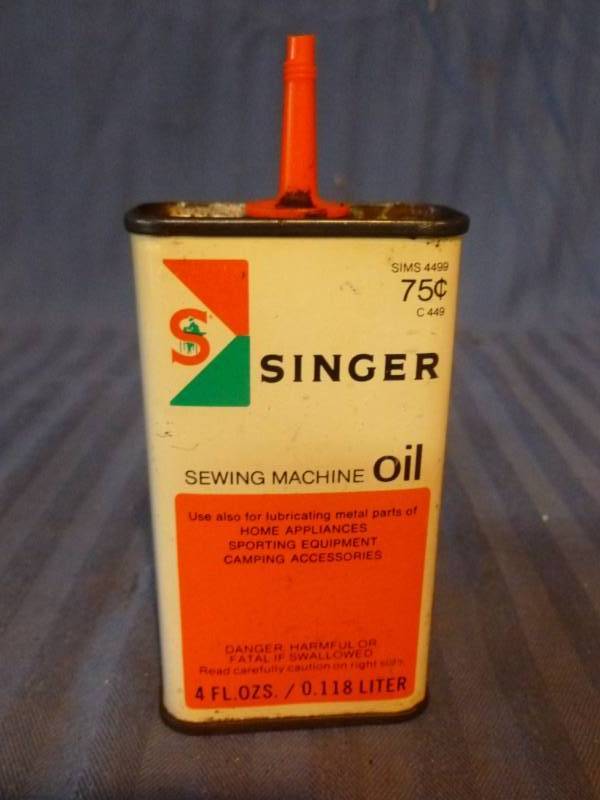 SIMS 4499
75¢
C 449
S
SINGER
SEWING MACHINE oil
Use also for lubricating metal parts of
HOME APPLIANCES
SPORTING EQUIPMENT
CAMPING ACCESSORIES
DANGER: HARMFUL OR
FATAL IF SWALLOWED
Read carefully caution on right side.
4 FL.OZS. / 0.118 LITER